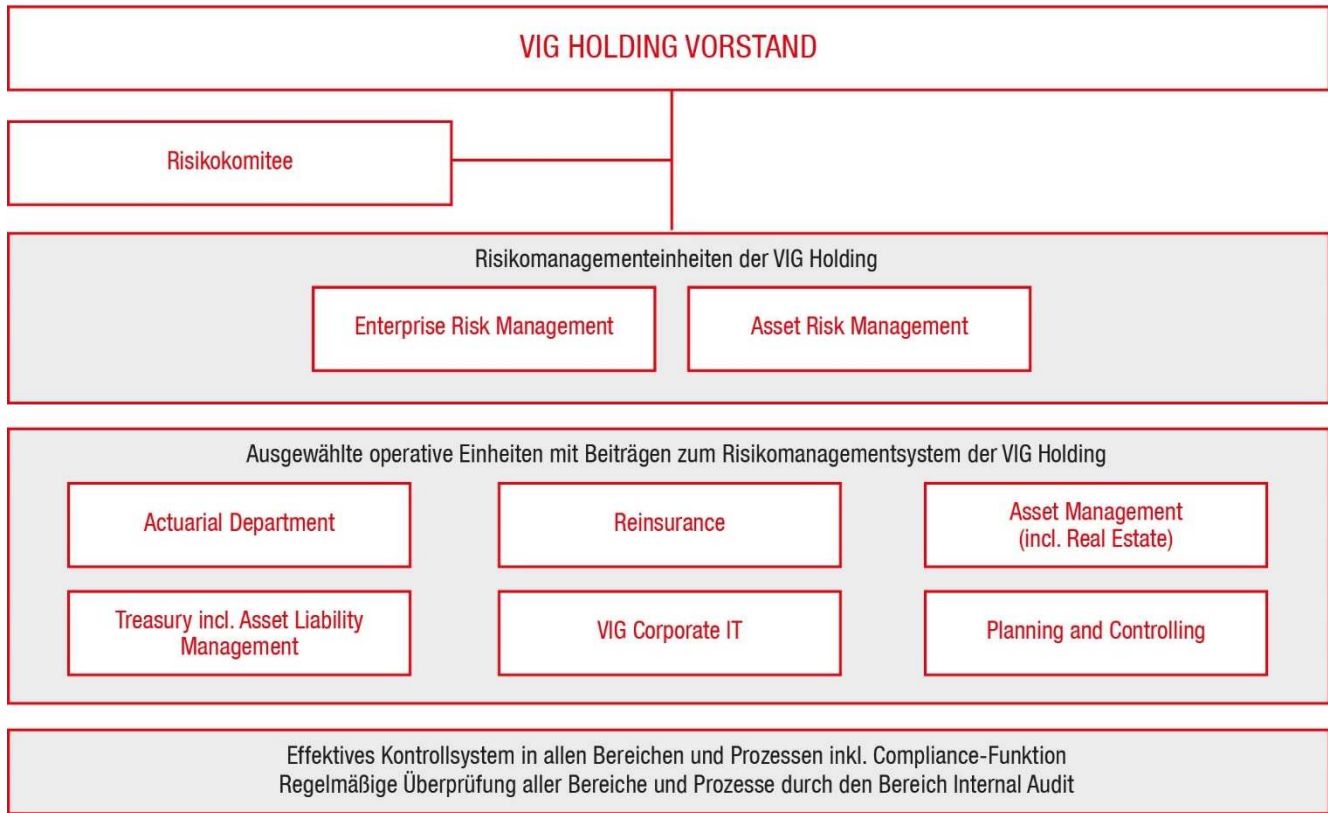 VIG HOLDING VORSTAND
Risikokomitee
Risikomanagementeinheiten der VIG Holding
Enterprise Risk Management
Asset Risk Management
Ausgewählte operative Einheiten mit Beiträgen zum Risikomanagementsystem der VIG Holding
Actuarial Department
Reinsurance
Asset Management
(incl. Real Estate)
Treasury incl. Asset Liability
Management
VIG Corporate IT
Planning and Controlling
Effektives Kontrollsystem in allen Bereichen und Prozessen inkl. Compliance-Funktion
Regelmäßige Überprüfung aller Bereiche und Prozesse durch den Bereich Internal Audit